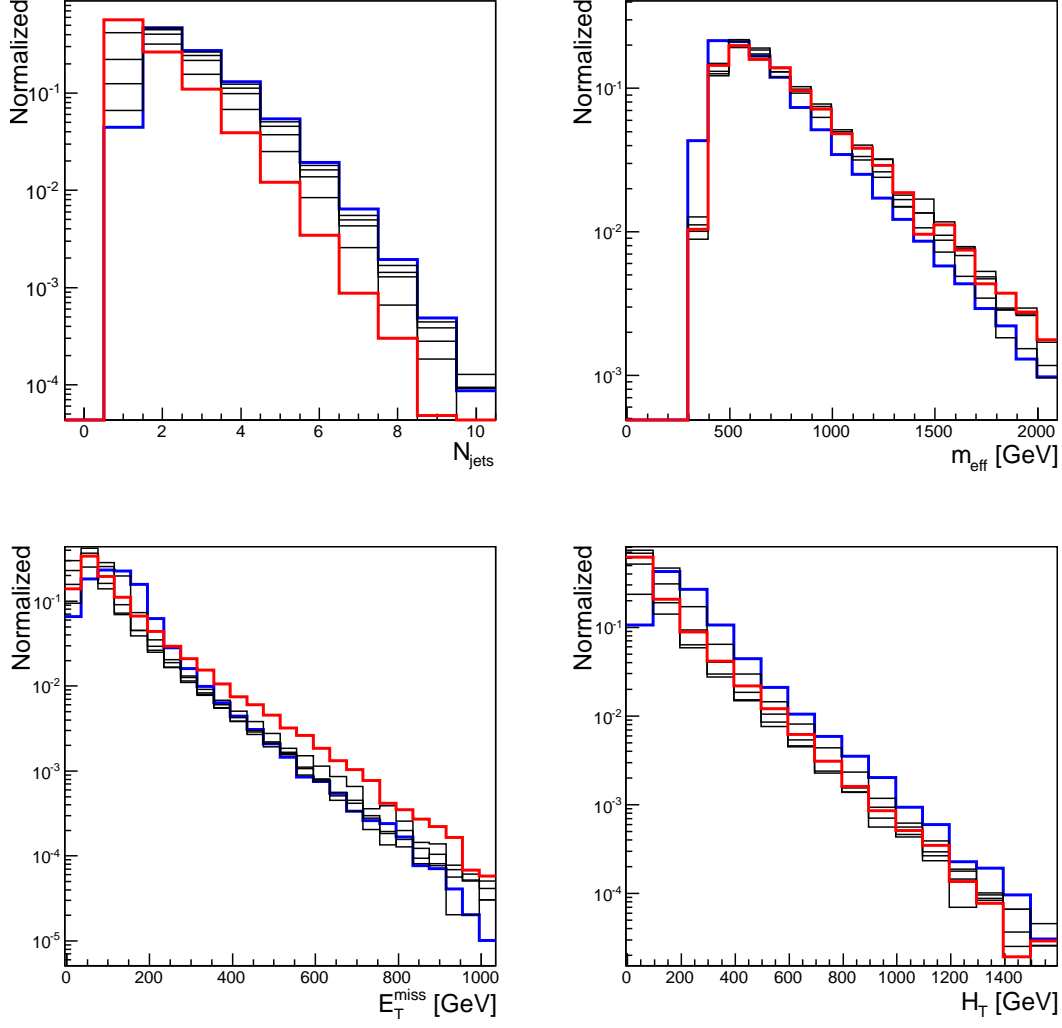 Normalized
10⁻¹
10⁻²
10⁻³
10⁻⁴
0 2 4 6 8 10
N_jets
Normalized
10⁻¹
10⁻²
10⁻³
0 500 1000 1500 2000
m_eff [GeV]
Normalized
10⁻¹
10⁻²
10⁻³
10⁻⁴
10⁻⁵
0 200 400 600 800 1000
E_T^miss [GeV]
Normalized
10⁻¹
10⁻²
10⁻³
10⁻⁴
0 200 400 600 800 1000 1200 1400
H_T [GeV]